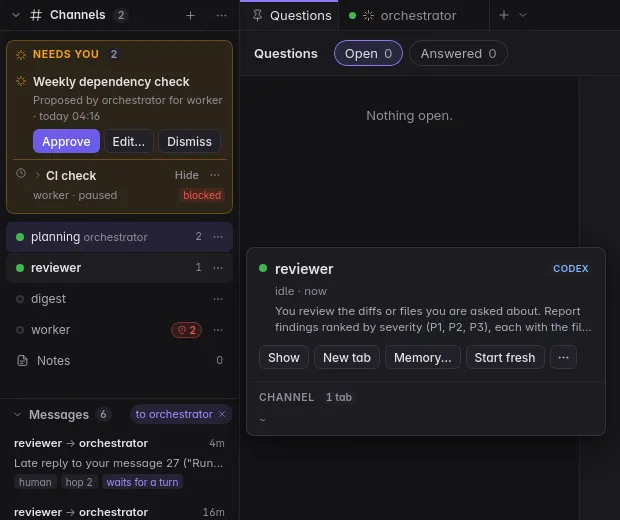 Channels 2
NEEDS YOU 2
Weekly dependency check
Proposed by orchestrator for worker
· today 04:16
Approve Edit... Dismiss
CI check Hide
worker · paused blocked
planning orchestrator 2
reviewer 1
digest
worker 2
Notes 0
Messages 6 to orchestrator ×
reviewer → orchestrator 4m
Late reply to your message 27 ("Run...
human hop 2 waits for a turn
reviewer → orchestrator 16m
Questions orchestrator
Questions Open 0 Answered 0
Nothing open.
reviewer CODEX
idle · now
You review the diffs or files you are asked about. Report
findings ranked by severity (P1, P2, P3), each with the fil...
Show New tab Memory... Start fresh ···
CHANNEL 1 tab
~